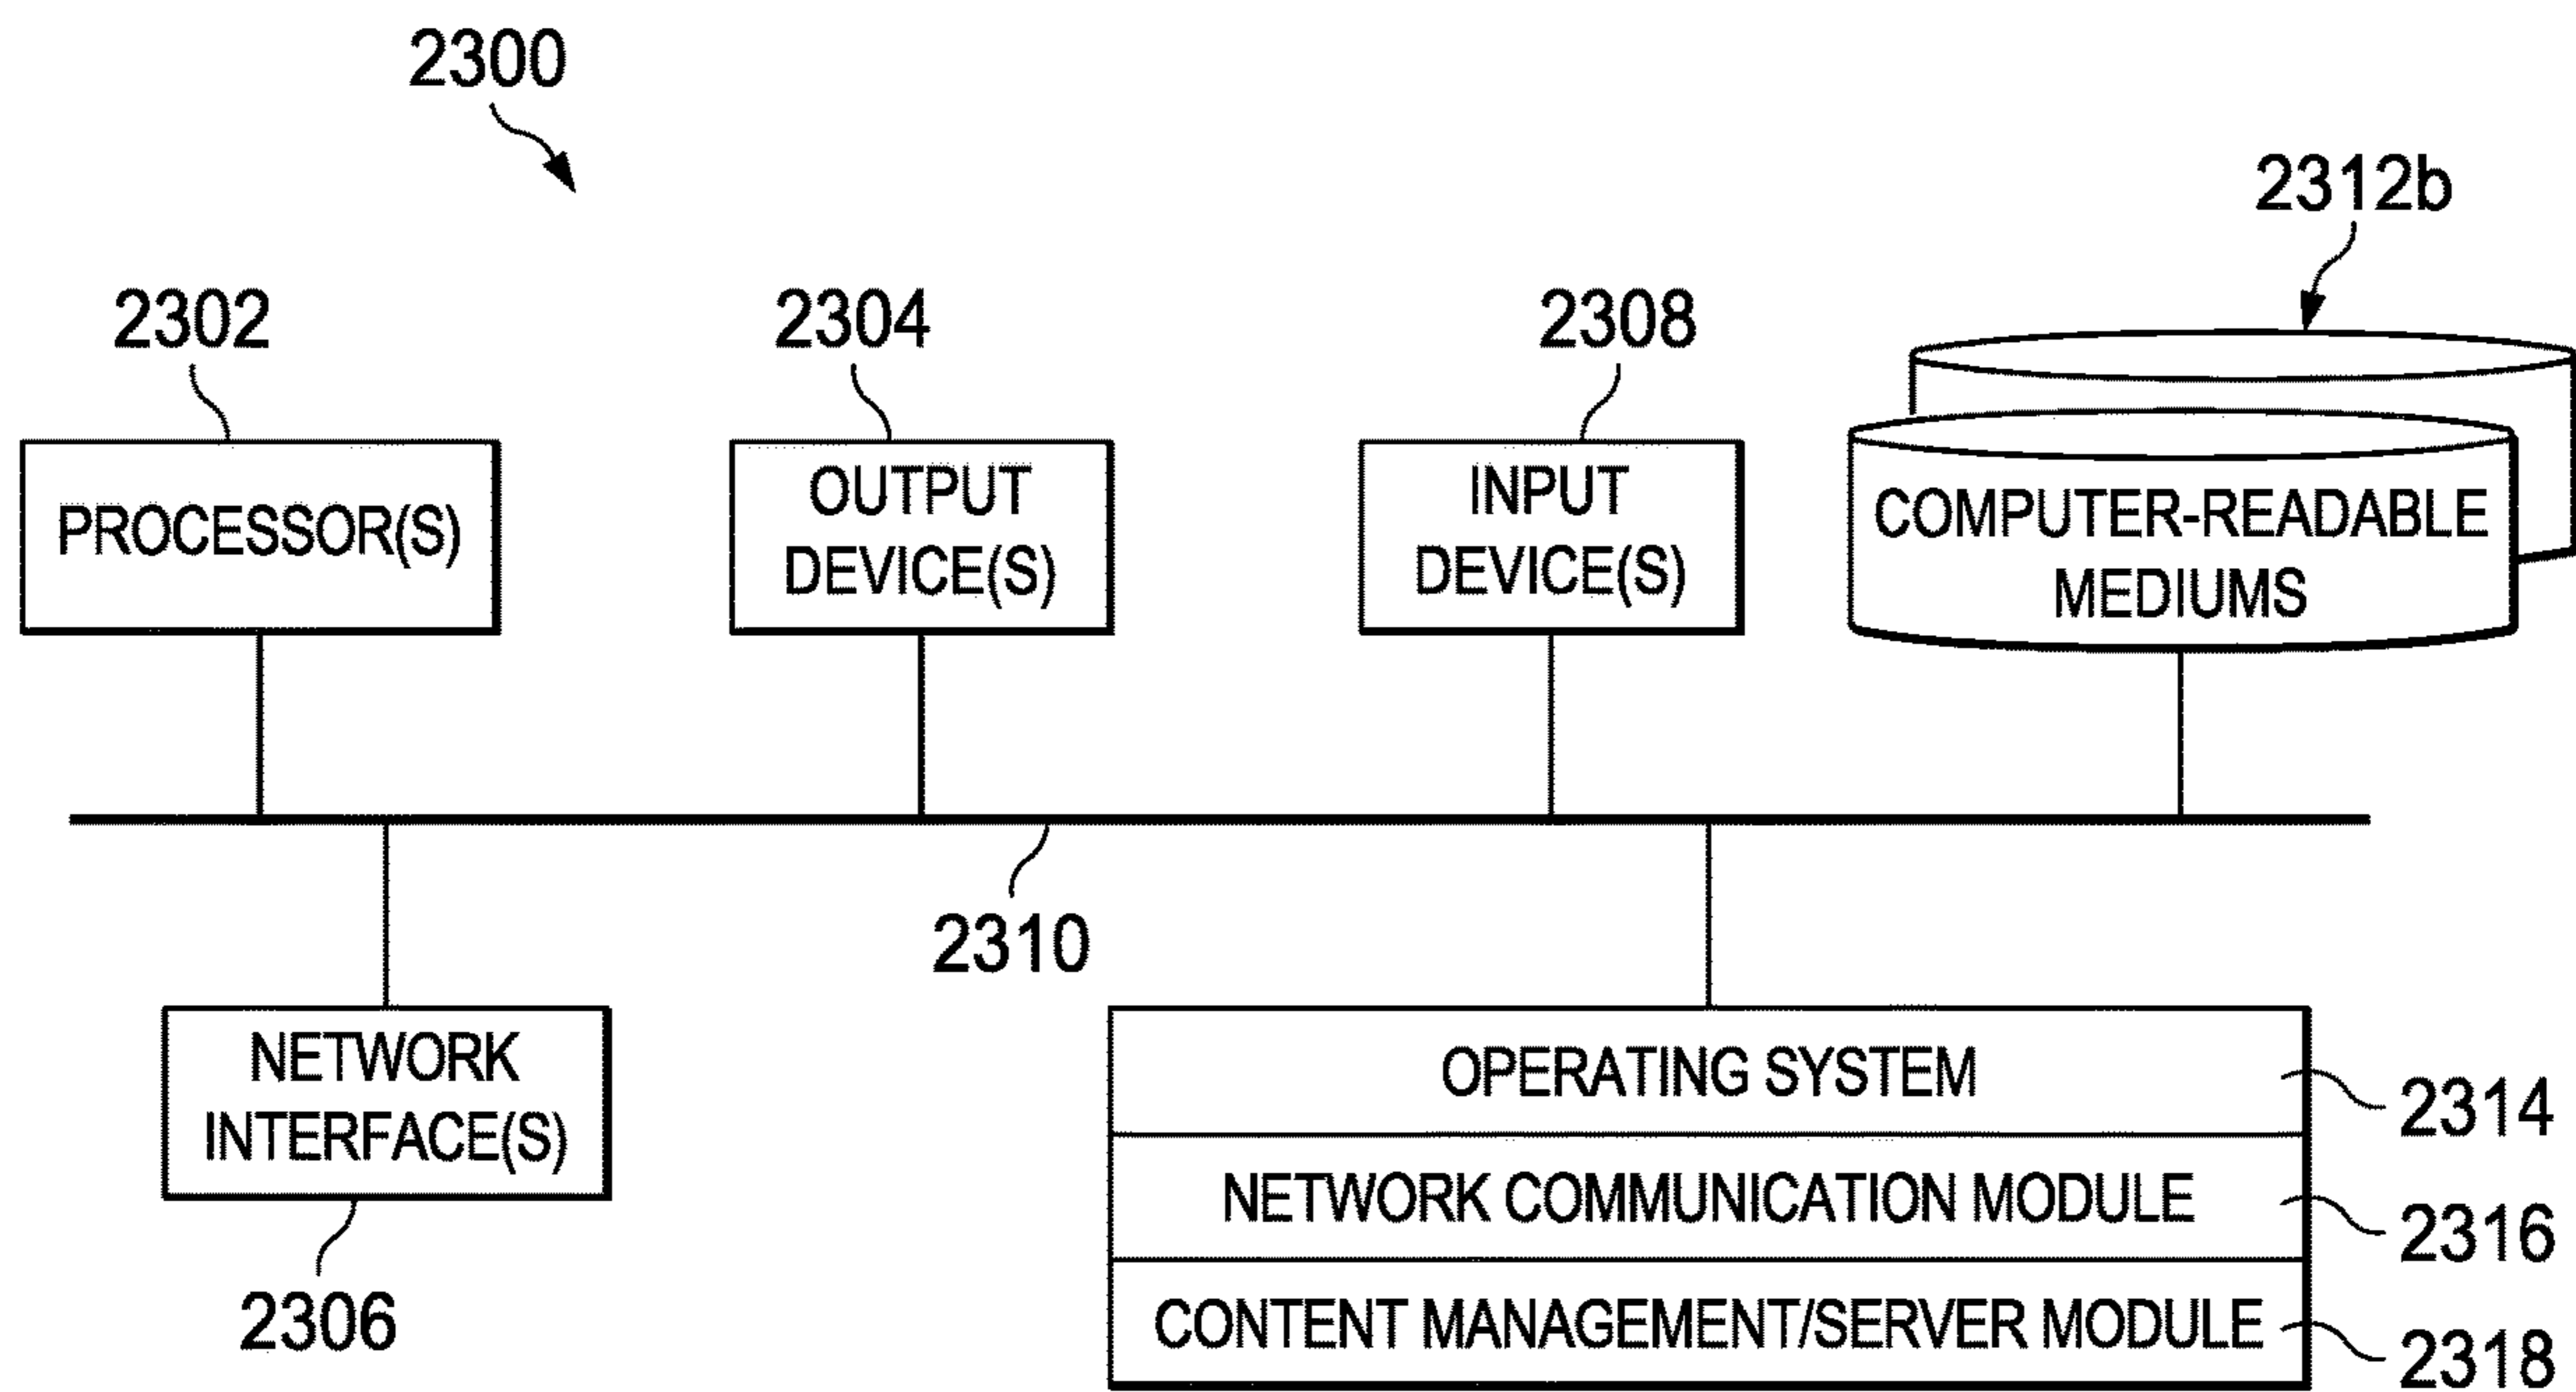 2300
2312b
2302
2304
2308
PROCESSOR(S)
OUTPUT
DEVICE(S)
INPUT
DEVICE(S)
COMPUTER-READABLE
MEDIUMS
2310
NETWORK
INTERFACE(S)
2306
OPERATING SYSTEM
2314
NETWORK COMMUNICATION MODULE
2316
CONTENT MANAGEMENT/SERVER MODULE
2318